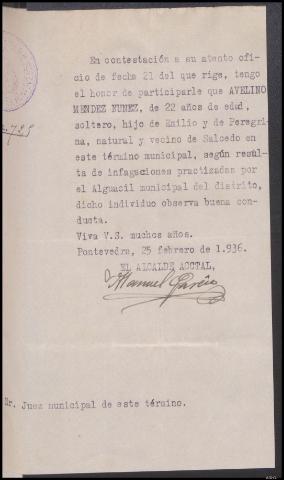 En contestación a su atento ofi-
cio de fecha 21 del que rige, tengo
el honor de participarle que AVELINO
MENDEZ NUÑEZ, de 22 años de edad,
soltero, hijo de Emilio y de Peregri-
na, natural y vecino de Salcedo en
este término municipal, según resul-
ta de infagaciones practizadas por
el Alguacil municipal del distrito,
dicho individuo observa buena con-
ducta.
Viva V.S. muchos años.
Pontevedra, 25 febrero de 1.936.
EL ALCALDE ACCTAL,
Manuel García
Sr. Juez municipal de este término.